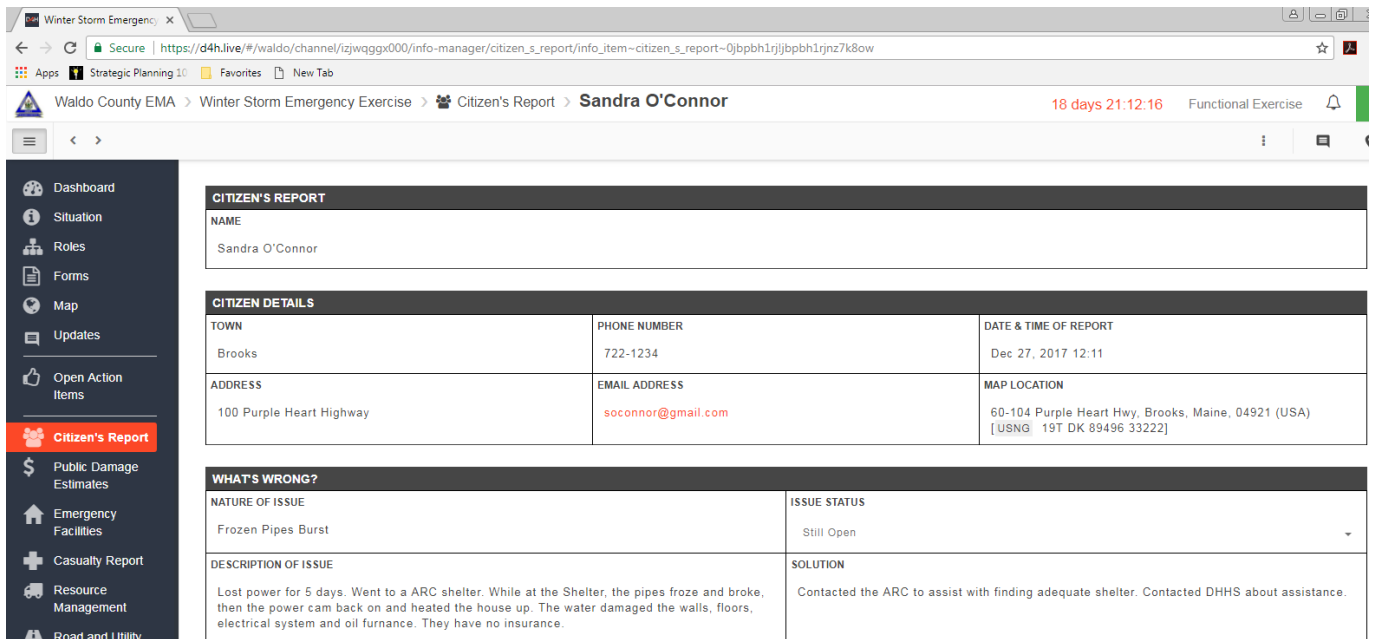 D4H Winter Storm Emergency
Secure | https://d4h.live/#/waldo/channel/izjwqggx000/info-manager/citizen_s_report/info_item~citizen_s_report~0jbpbh1rjljbpbh1rjnz7k8ow
Apps Strategic Planning 10 Favorites New Tab
Waldo County EMA > Winter Storm Emergency Exercise > Citizen's Report > Sandra O'Connor 18 days 21:12:16 Functional Exercise
Dashboard
Situation
Roles
Forms
Map
Updates
Open Action
Items
Citizen's Report
Public Damage
Estimates
Emergency
Facilities
Casualty Report
Resource
Management
Road and Utility
CITIZEN'S REPORT
NAME
Sandra O'Connor
CITIZEN DETAILS
TOWN PHONE NUMBER DATE & TIME OF REPORT
Brooks 722-1234 Dec 27, 2017 12:11
ADDRESS EMAIL ADDRESS MAP LOCATION
100 Purple Heart Highway soconnor@gmail.com 60-104 Purple Heart Hwy, Brooks, Maine, 04921 (USA)
[ USNG 19T DK 89496 33222]
WHAT'S WRONG?
NATURE OF ISSUE ISSUE STATUS
Frozen Pipes Burst Still Open
DESCRIPTION OF ISSUE SOLUTION
Lost power for 5 days. Went to a ARC shelter. While at the Shelter, the pipes froze and broke, Contacted the ARC to assist with finding adequate shelter. Contacted DHHS about assistance.
then the power cam back on and heated the house up. The water damaged the walls, floors,
electrical system and oil furnance. They have no insurance.